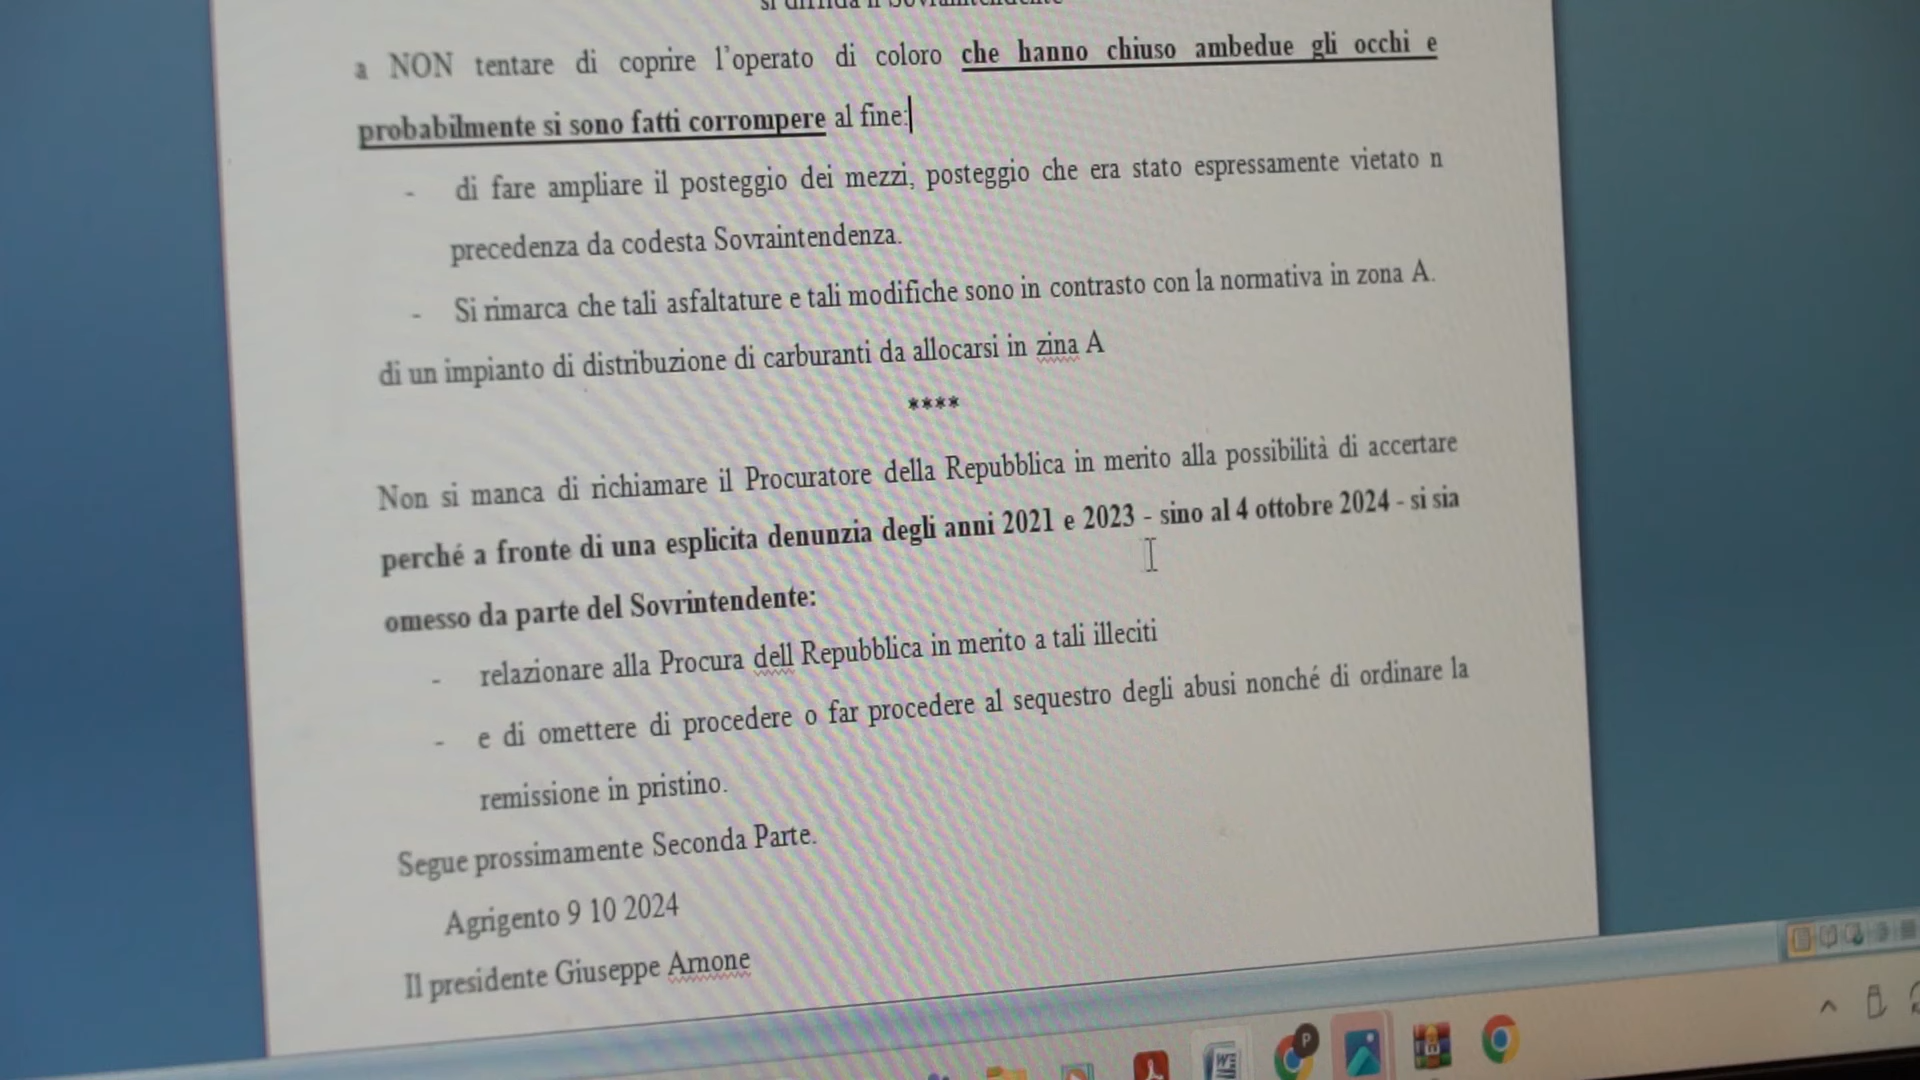 si diffida il Sovraintendente
a NON tentare di coprire l'operato di coloro che hanno chiuso ambedue gli occhi e
probabilmente si sono fatti corrompere al fine:
- di fare ampliare il posteggio dei mezzi, posteggio che era stato espressamente vietato n
precedenza da codesta Sovraintendenza.
- Si rimarca che tali asfaltature e tali modifiche sono in contrasto con la normativa in zona A.
di un impianto di distribuzione di carburanti da allocarsi in zina A
****
Non si manca di richiamare il Procuratore della Repubblica in merito alla possibilità di accertare
perché a fronte di una esplicita denunzia degli anni 2021 e 2023 - sino al 4 ottobre 2024 - si sia
omesso da parte del Sovrintendente:
- relazionare alla Procura dell Repubblica in merito a tali illeciti
- e di omettere di procedere o far procedere al sequestro degli abusi nonché di ordinare la
remissione in pristino.
Segue prossimamente Seconda Parte.
Agrigento 9 10 2024
Il presidente Giuseppe Arnone
P
W